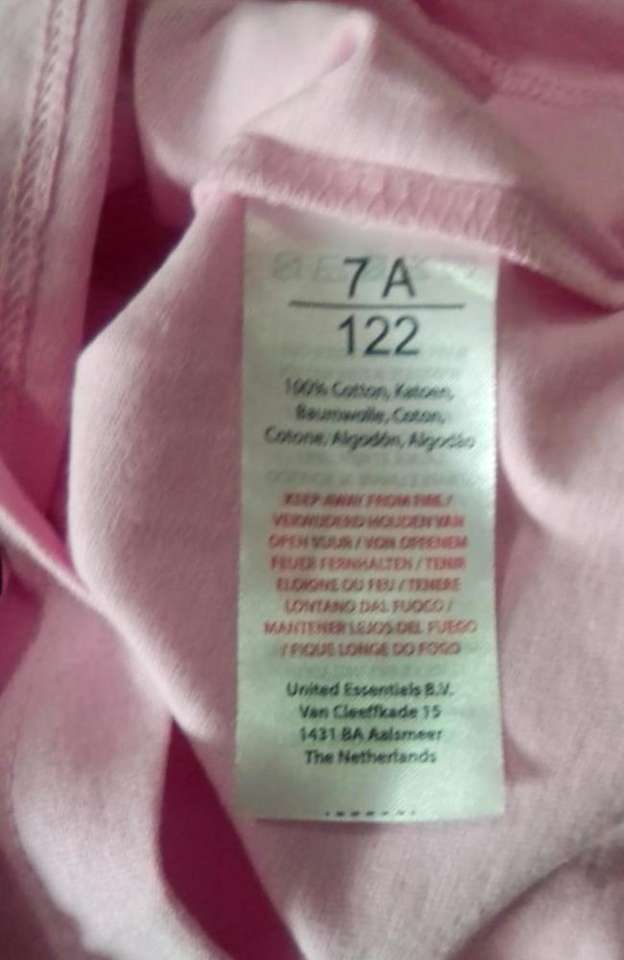 7 A
122
100% Cotton, Katoen,
Baumwolle, Coton,
Cotone, Algodón, Algodão
KEEP AWAY FROM FIRE /
VERWIJDERD HOUDEN VAN
OPEN VUUR / VON OFFENEM
FEUER FERNHALTEN / TENIR
ELOIGNE DU FEU / TENERE
LONTANO DAL FUOCO /
MANTENER LEJOS DEL FUEGO
/ FIQUE LONGE DO FOGO
United Essentials B.V.
Van Cleeffkade 15
1431 BA Aalsmeer
The Netherlands